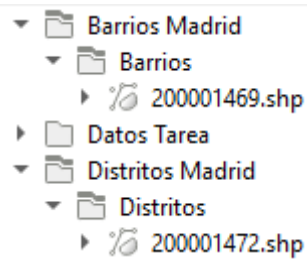 Barrios Madrid
Barrios
200001469.shp
Datos Tarea
Distritos Madrid
Distritos
200001472.shp